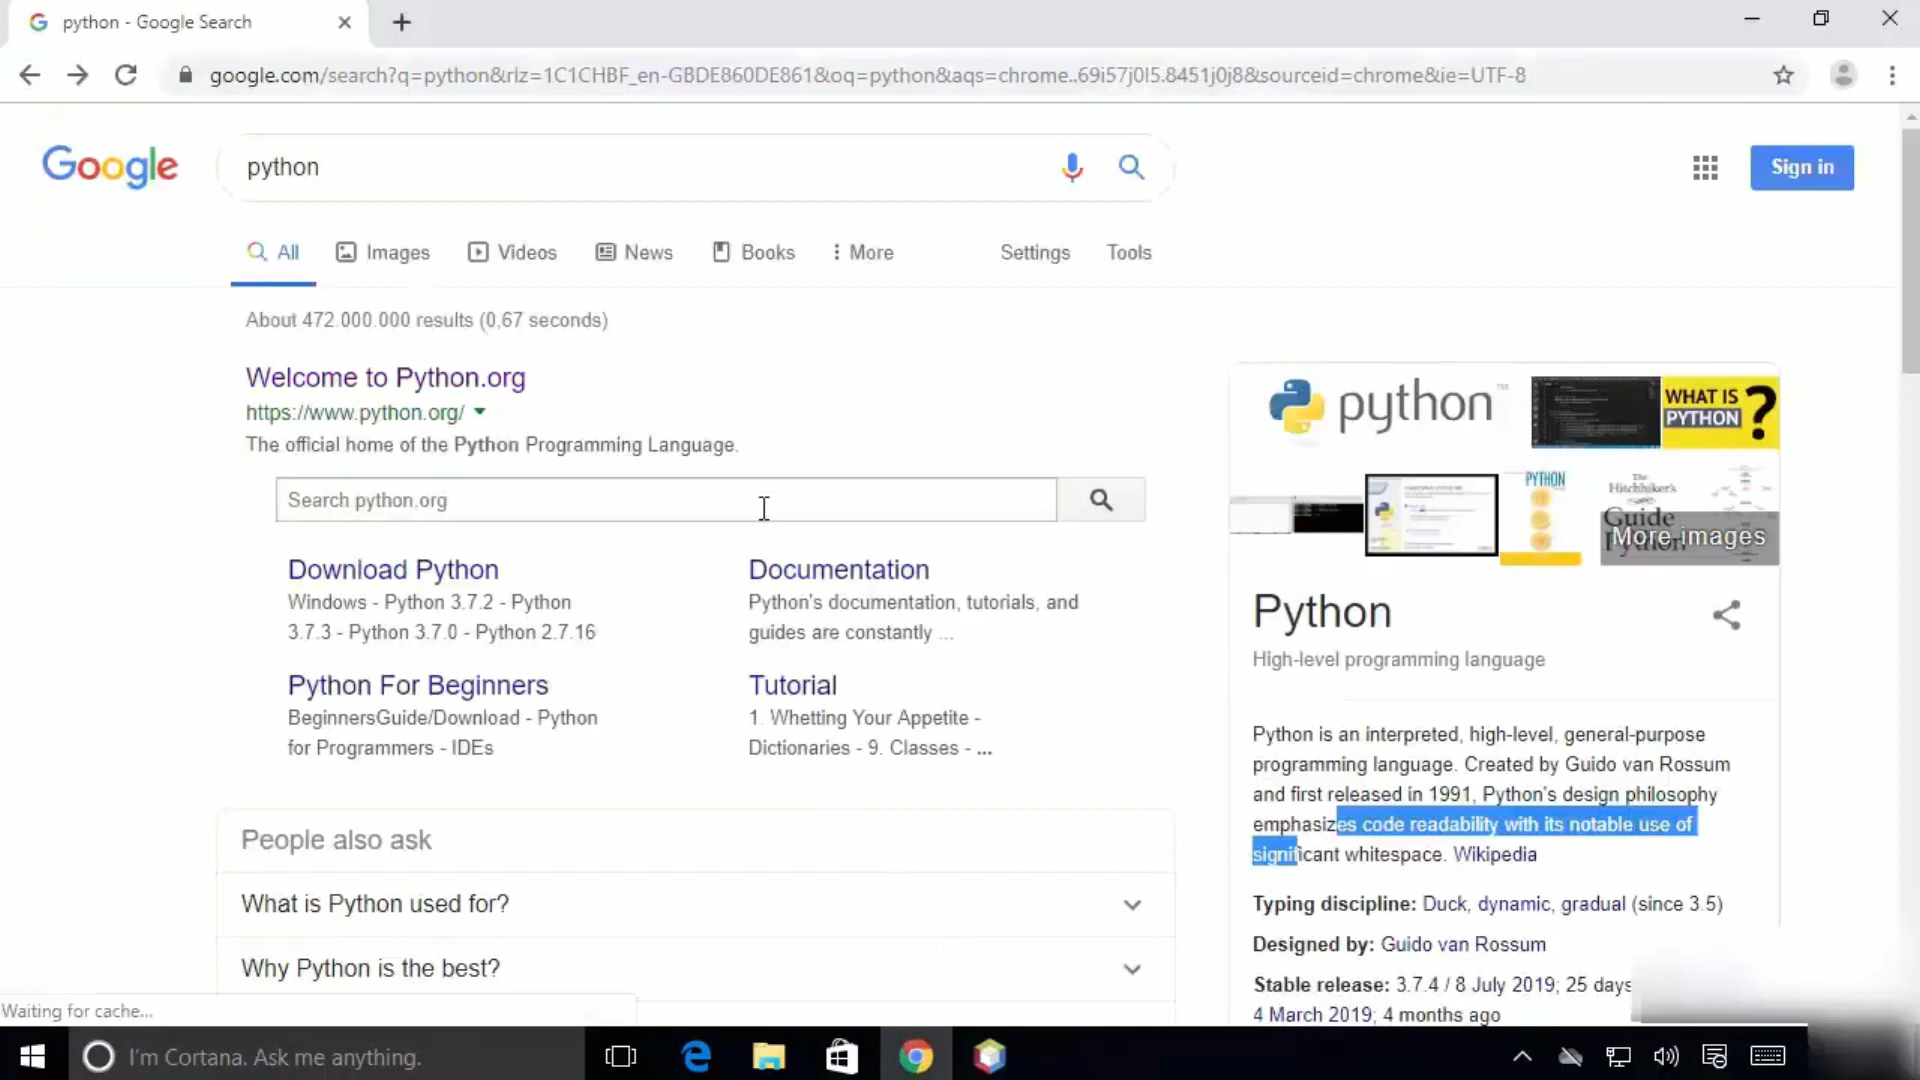 python - Google Search
google.com/search?q=python&rlz=1C1CHBF_en-GBDE860DE861&oq=python&aqs=chrome..69i57j0l5.8451j0j8&sourceid=chrome&ie=UTF-8
Google
python
Sign in
All
Images
Videos
News
Books
More
Settings
Tools
About 472.000.000 results (0,67 seconds)
Welcome to Python.org
https://www.python.org/
The official home of the Python Programming Language.
Search python.org
Download Python
Windows - Python 3.7.2 - Python
3.7.3 - Python 3.7.0 - Python 2.7.16
Documentation
Python's documentation, tutorials, and
guides are constantly ...
Python For Beginners
BeginnersGuide/Download - Python
for Programmers - IDEs
Tutorial
1. Whetting Your Appetite -
Dictionaries - 9. Classes - ...
People also ask
What is Python used for?
Why Python is the best?
python™
WHAT IS
PYTHON
?
PYTHON
The
Hitchhiker's
Guide
Python
More images
Python
High-level programming language
Python is an interpreted, high-level, general-purpose
programming language. Created by Guido van Rossum
and first released in 1991, Python's design philosophy
emphasizes code readability with its notable use of
significant whitespace. Wikipedia
Typing discipline: Duck, dynamic, gradual (since 3.5)
Designed by: Guido van Rossum
Stable release: 3.7.4 / 8 July 2019; 25 days
4 March 2019; 4 months ago
Waiting for cache...
I'm Cortana. Ask me anything.